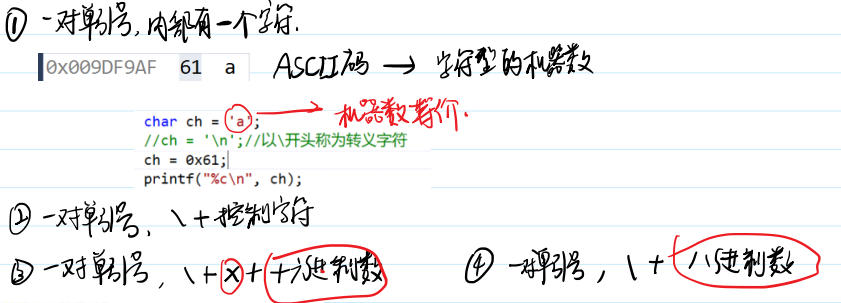 ① 一对单引号,内部有一个字符.
0x009DF9AF 61 a ASCII码 → 字符型的机器数
char ch = 'a'; → 机器数等价.
//ch = '\n';//以\开头称为转义字符
ch = 0x61;
printf("%c\n", ch);
② 一对单引号, \+控制字符
③ 一对单引号, \+x+十六进制数 ④ 一对单引号, \+八进制数